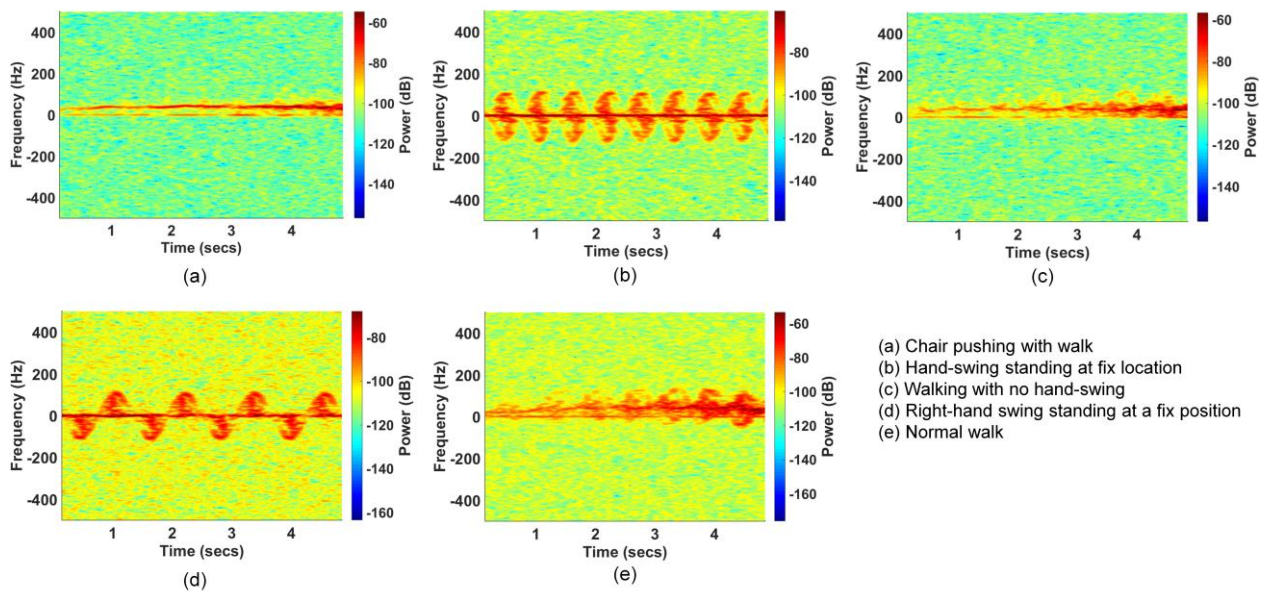 400
200
0
-200
-400
Frequency (Hz)
1 2 3 4
Time (secs)
-60
-80
-100
-120
-140
Power (dB)
(a)
400
200
0
-200
-400
Frequency (Hz)
1 2 3 4
Time (secs)
-80
-100
-120
-140
Power (dB)
(b)
400
200
0
-200
-400
Frequency (Hz)
1 2 3 4
Time (secs)
-60
-80
-100
-120
-140
Power (dB)
(c)
400
200
0
-200
-400
Frequency (Hz)
1 2 3 4
Time (secs)
-80
-100
-120
-140
-160
Power (dB)
(d)
400
200
0
-200
-400
Frequency (Hz)
1 2 3 4
Time (secs)
-60
-80
-100
-120
-140
-160
Power (dB)
(e)
(a) Chair pushing with walk
(b) Hand-swing standing at fix location
(c) Walking with no hand-swing
(d) Right-hand swing standing at a fix position
(e) Normal walk